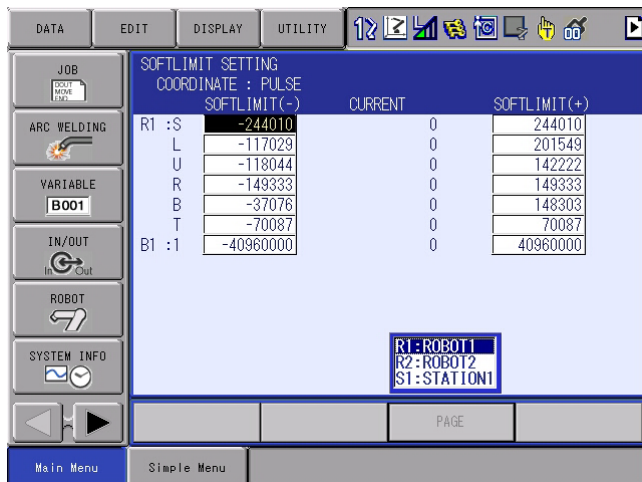 DATA EDIT DISPLAY UTILITY
JOB
DOUT
MOVE
END
ARC WELDING
VARIABLE
B001
IN/OUT
In Out
ROBOT
SYSTEM INFO
SOFTLIMIT SETTING
COORDINATE : PULSE
SOFTLIMIT(-) CURRENT SOFTLIMIT(+)
R1 :S -244010 0 244010
L -117029 0 201549
U -118044 0 142222
R -149333 0 149333
B -37076 0 148303
T -70087 0 70087
B1 :1 -40960000 0 40960000
R1:ROBOT1
R2:ROBOT2
S1:STATION1
PAGE
Main Menu Simple Menu